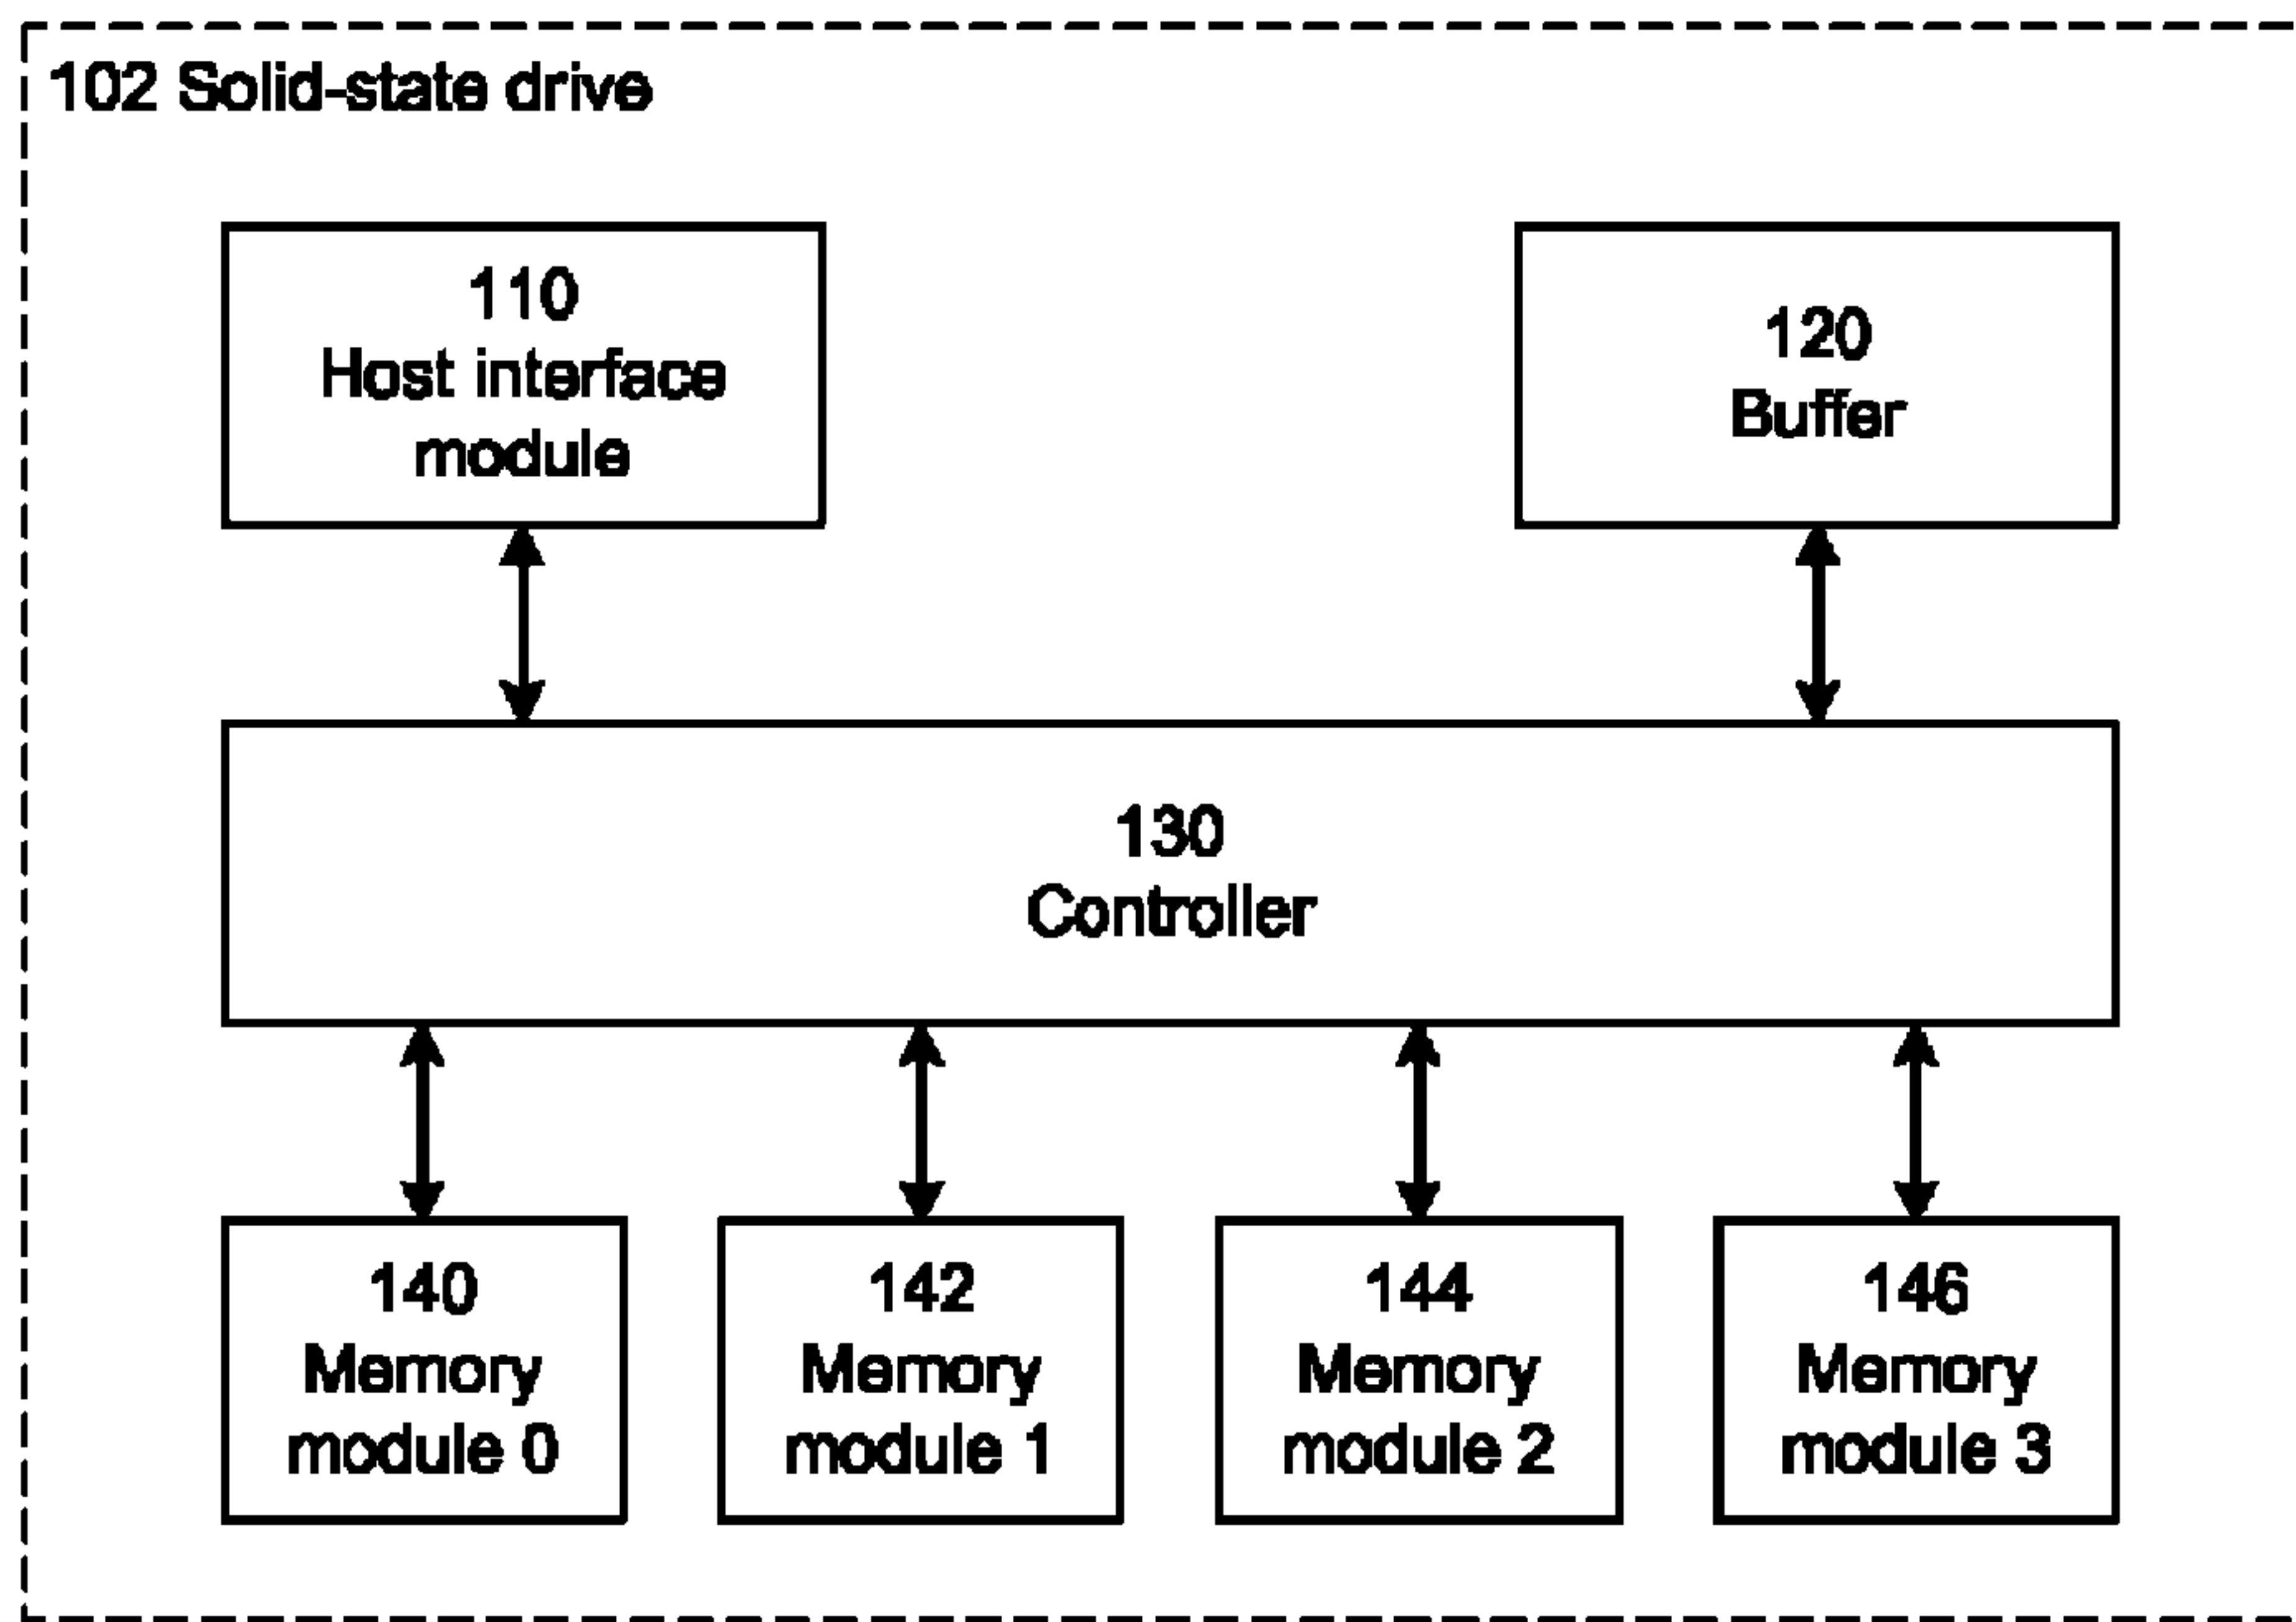 102 Solid-state drive
110
Host interface
module
120
Buffer
130
Controller
140
Memory
module 0
142
Memory
module 1
144
Memory
module 2
146
Memory
module 3